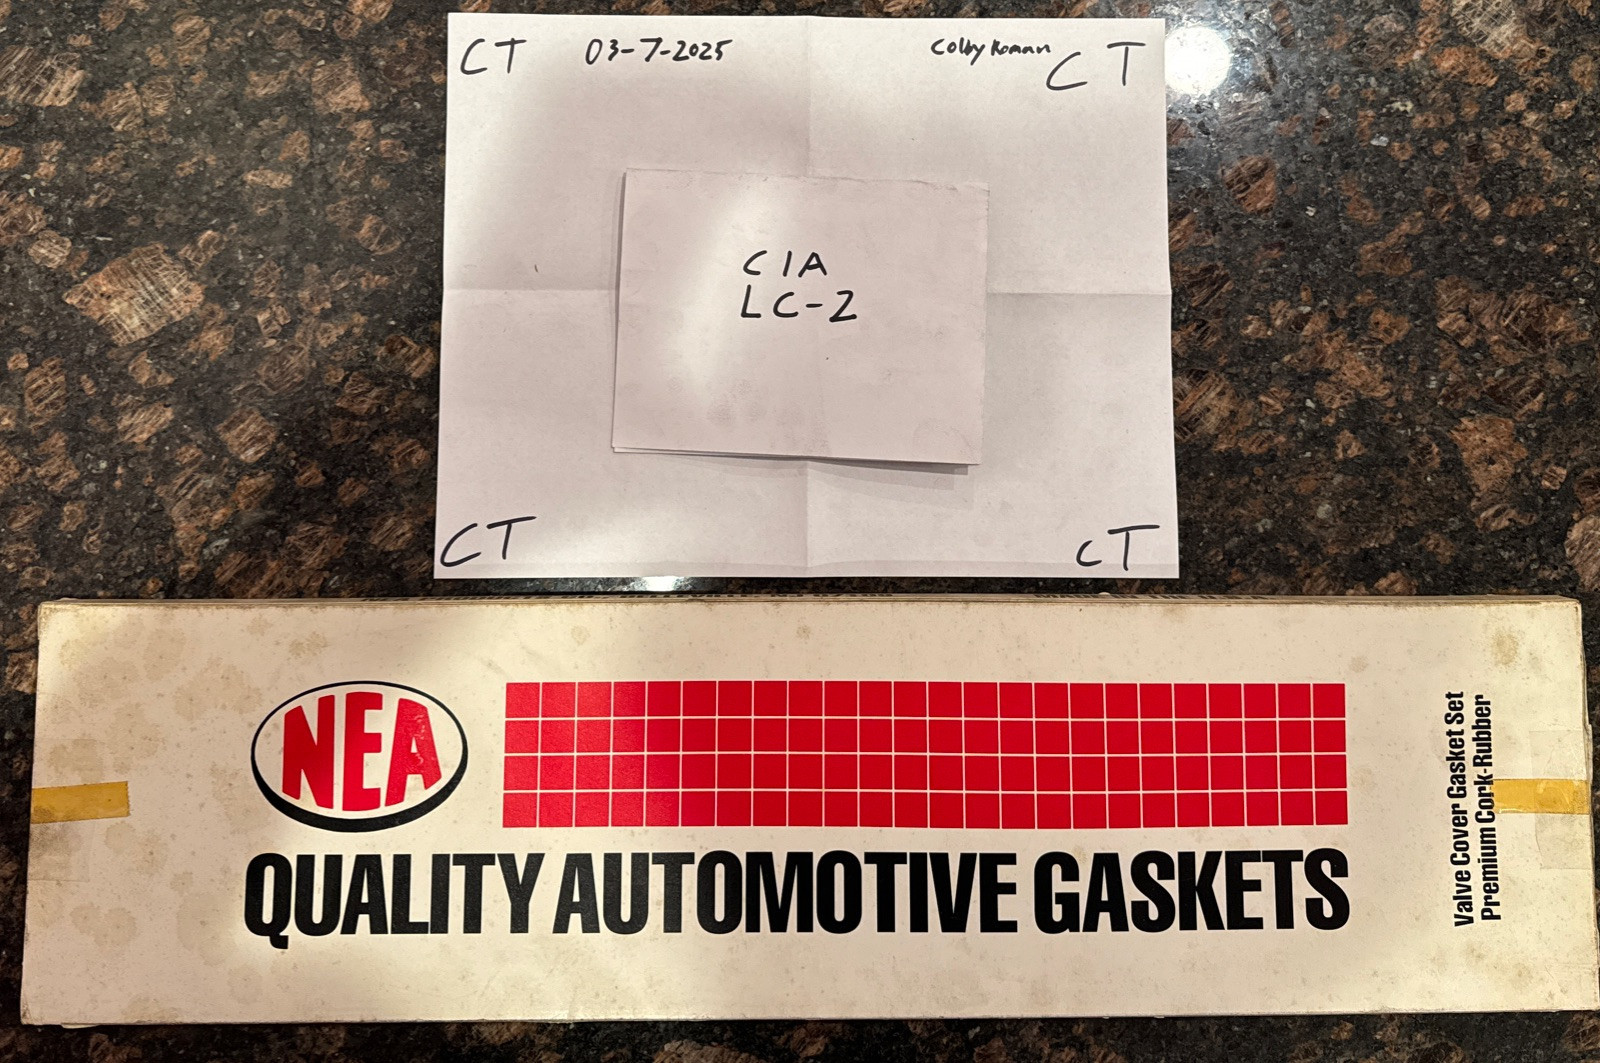 CT 03-7-2025 Colby Roman CT
CIA
LC-2
CT CT
NEA
QUALITY AUTOMOTIVE GASKETS
Valve Cover Gasket Set
Premium Cork-Rubber